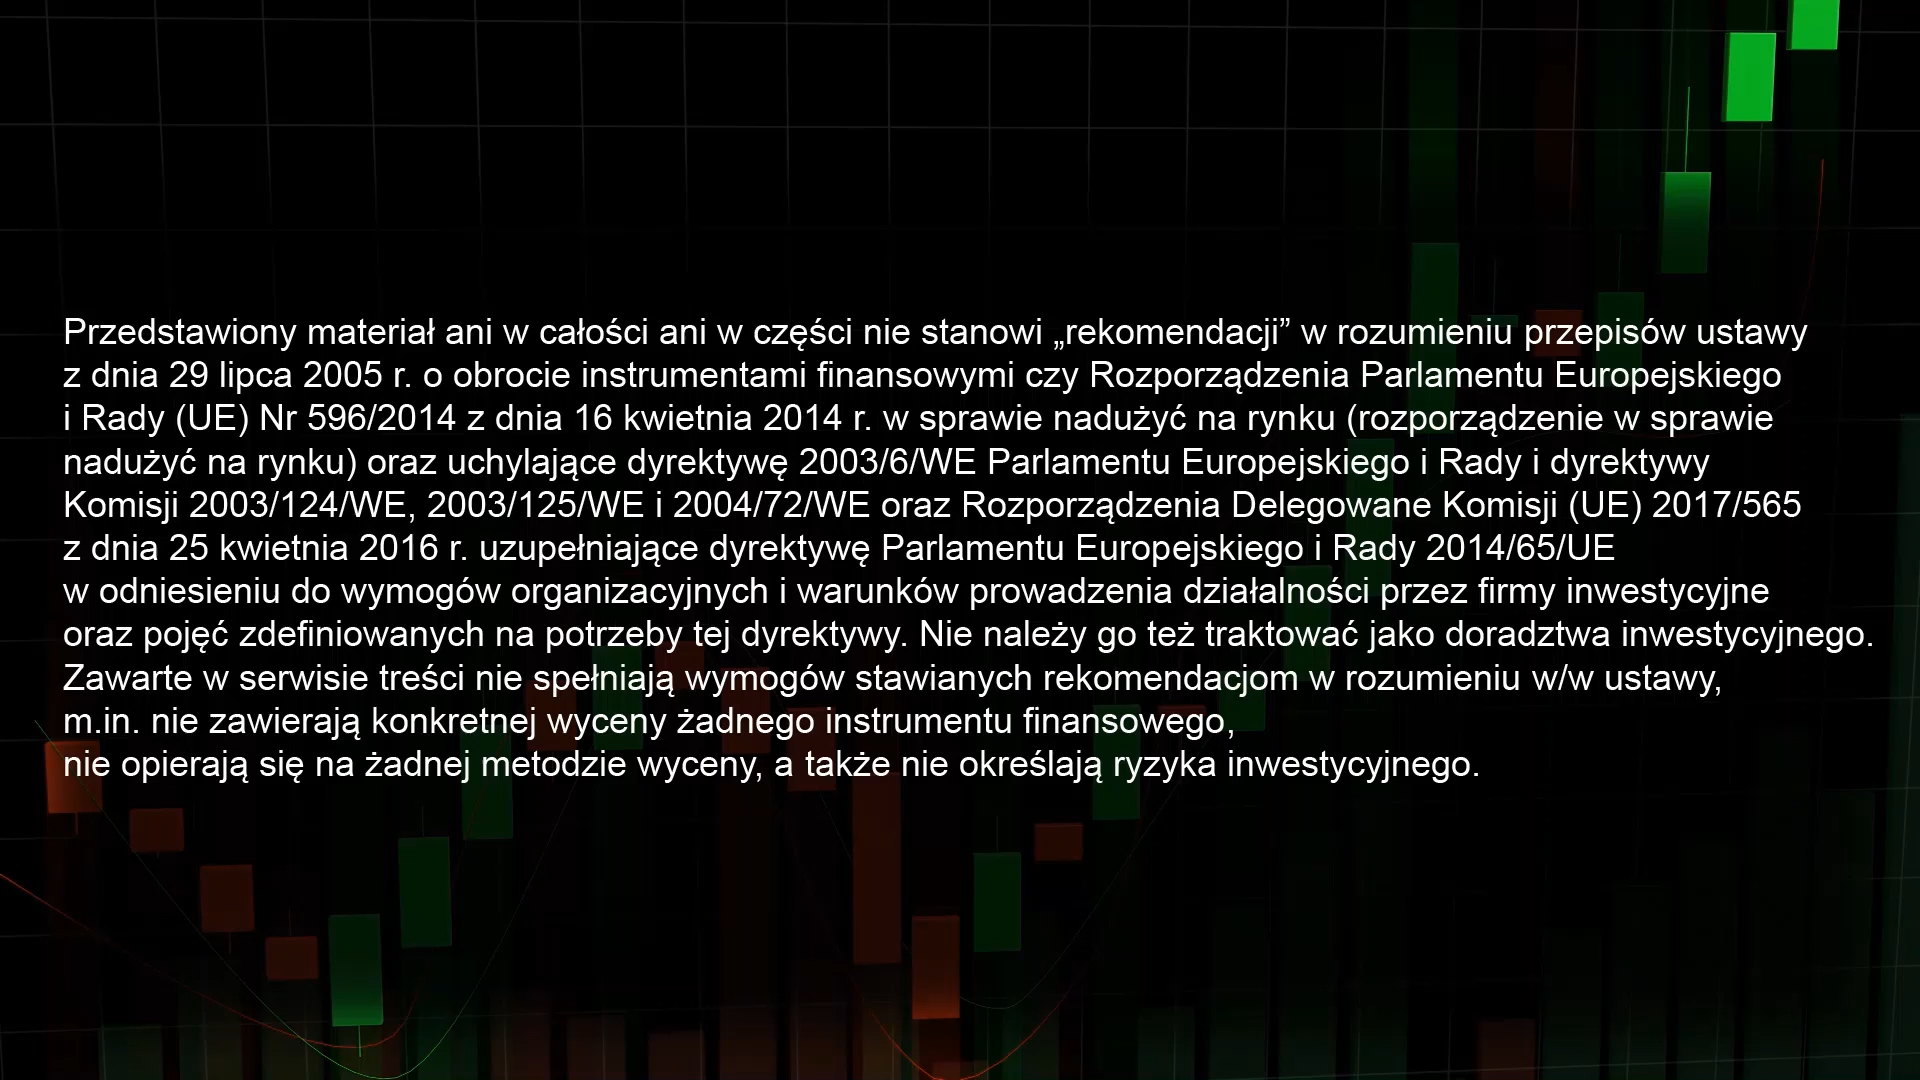 Przedstawiony materiał ani w całości ani w części nie stanowi „rekomendacji” w rozumieniu przepisów ustawy
z dnia 29 lipca 2005 r. o obrocie instrumentami finansowymi czy Rozporządzenia Parlamentu Europejskiego
i Rady (UE) Nr 596/2014 z dnia 16 kwietnia 2014 r. w sprawie nadużyć na rynku (rozporządzenie w sprawie
nadużyć na rynku) oraz uchylające dyrektywę 2003/6/WE Parlamentu Europejskiego i Rady i dyrektywy
Komisji 2003/124/WE, 2003/125/WE i 2004/72/WE oraz Rozporządzenia Delegowane Komisji (UE) 2017/565
z dnia 25 kwietnia 2016 r. uzupełniające dyrektywę Parlamentu Europejskiego i Rady 2014/65/UE
w odniesieniu do wymogów organizacyjnych i warunków prowadzenia działalności przez firmy inwestycyjne
oraz pojęć zdefiniowanych na potrzeby tej dyrektywy. Nie należy go też traktować jako doradztwa inwestycyjnego.
Zawarte w serwisie treści nie spełniają wymogów stawianych rekomendacjom w rozumieniu w/w ustawy,
m.in. nie zawierają konkretnej wyceny żadnego instrumentu finansowego,
nie opierają się na żadnej metodzie wyceny, a także nie określają ryzyka inwestycyjnego.